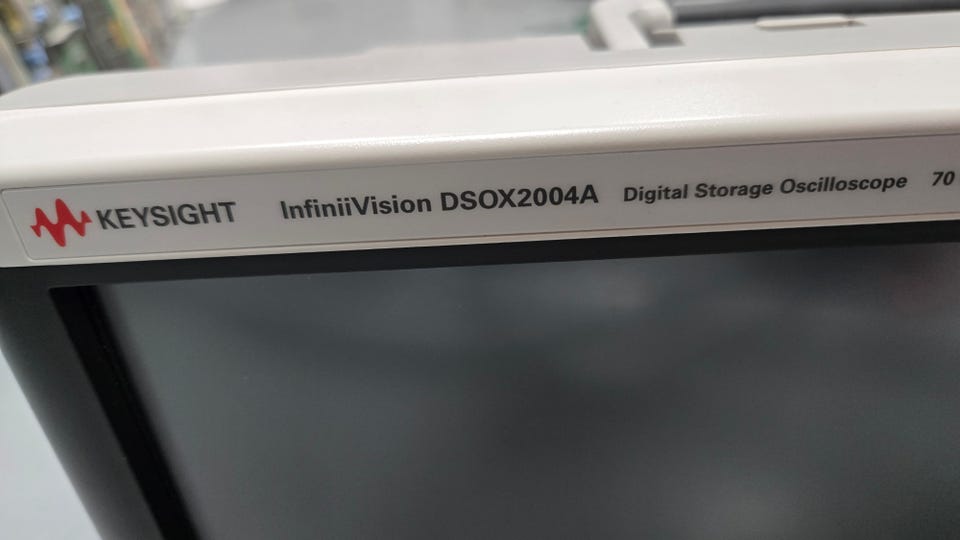 KEYSIGHT InfiniiVision DSOX2004A Digital Storage Oscilloscope 70